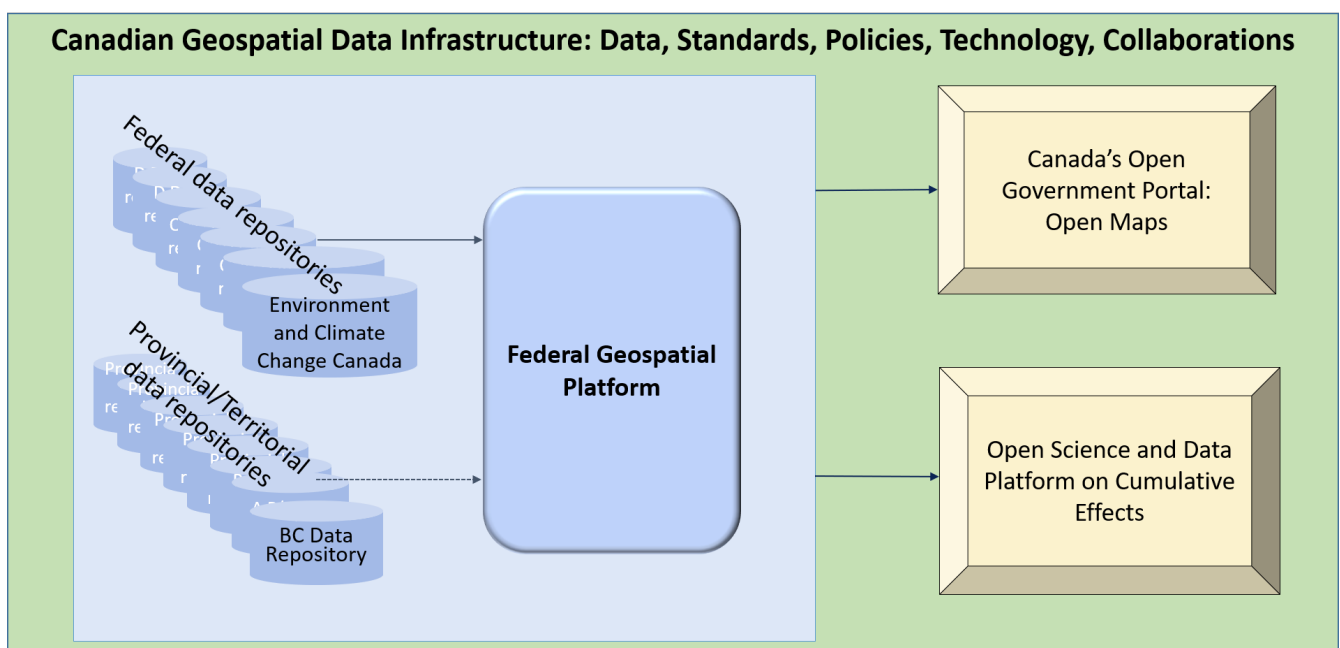 Canadian Geospatial Data Infrastructure: Data, Standards, Policies, Technology, Collaborations
Federal data repositories
Environment
and Climate
Change Canada
Provincial/Territorial
data repositories
BC Data
Repository
Federal Geospatial
Platform
Canada’s Open
Government Portal:
Open Maps
Open Science and Data
Platform on Cumulative
Effects